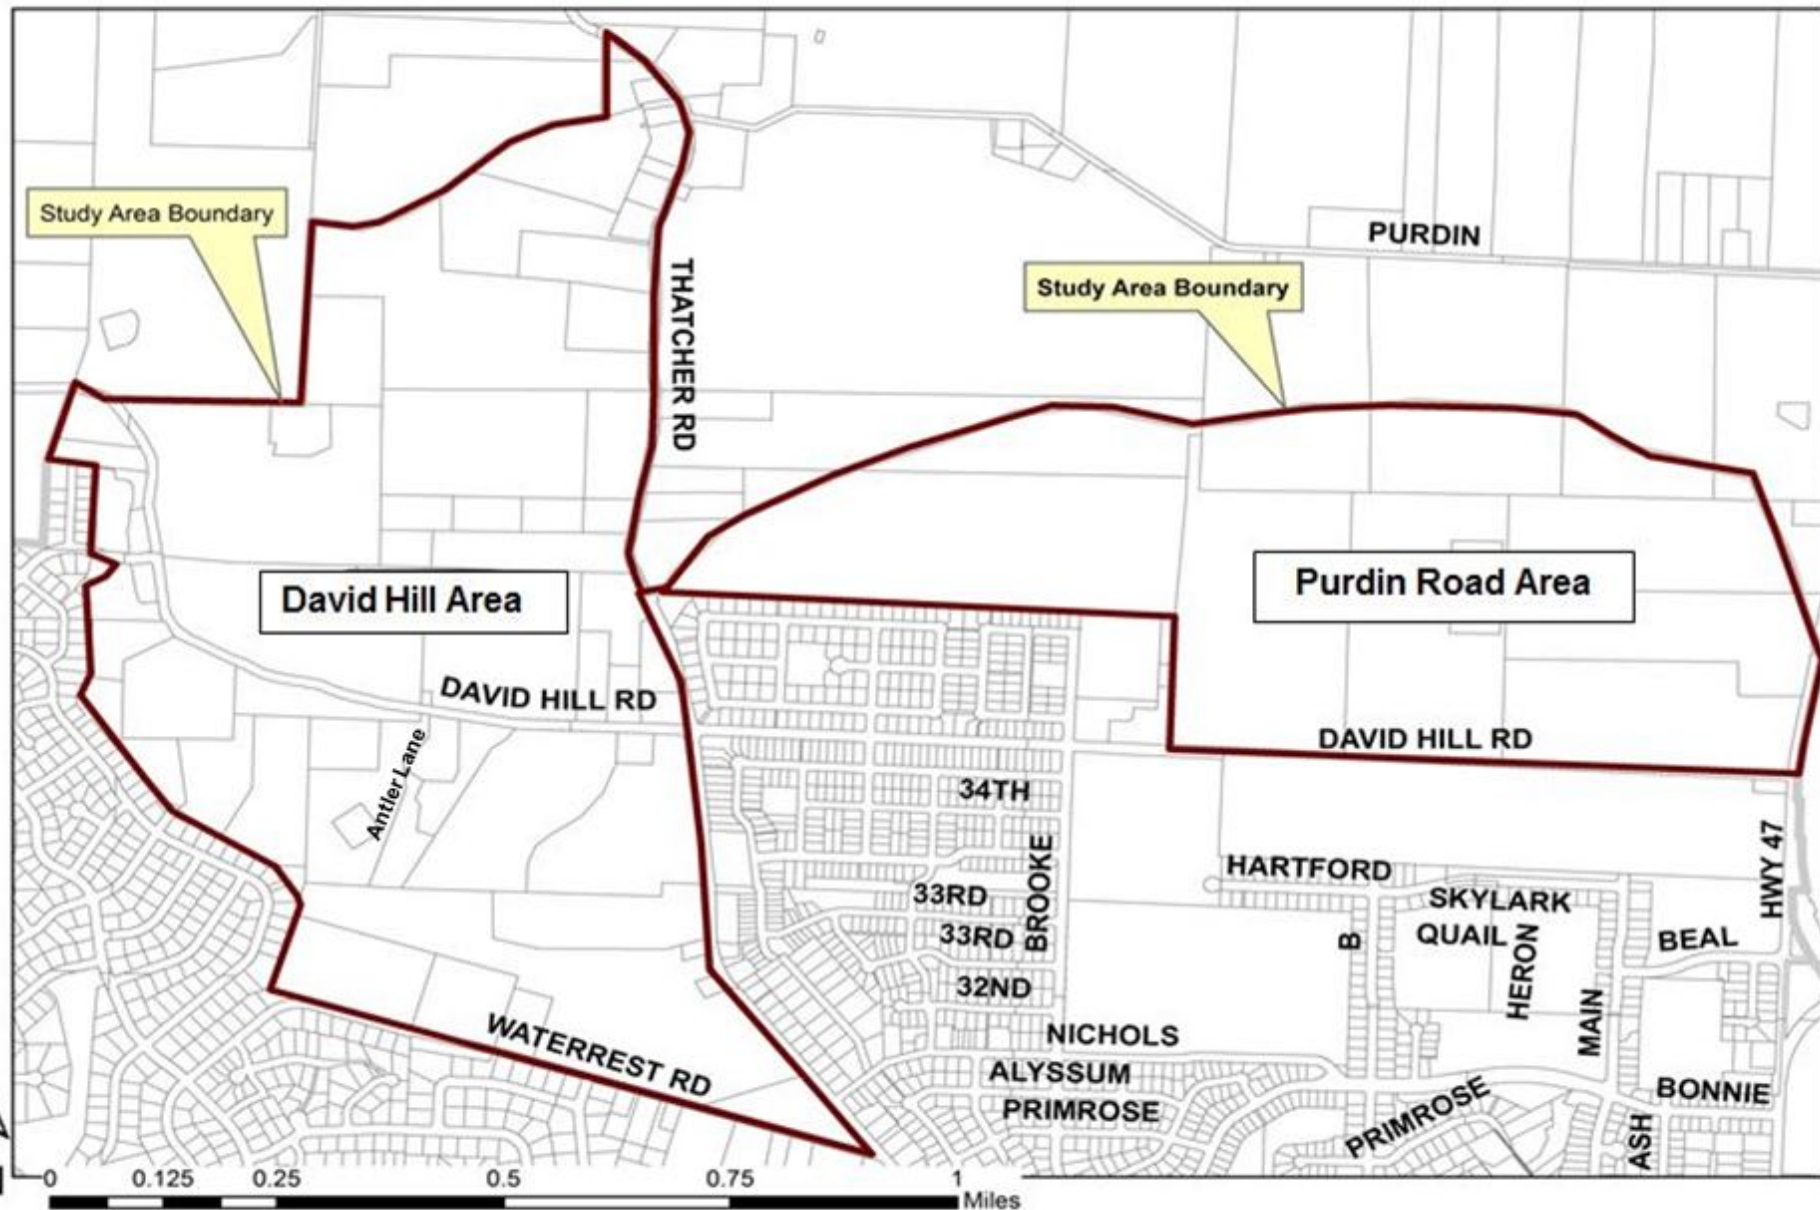 Study Area Boundary
PURDIN
Study Area Boundary
THATCHER RD
David Hill Area
Purdin Road Area
DAVID HILL RD
DAVID HILL RD
Antler Lane
34TH
BROOKE
HARTFORD
HWY 47
33RD
SKYLARK
33RD
B
QUAIL
HERON
BEAL
32ND
MAIN
NICHOLS
WATERREST RD
ALYSSUM
PRIMROSE
PRIMROSE
BONNIE
ASH
0 0.125 0.25 0.5 0.75 1
Miles